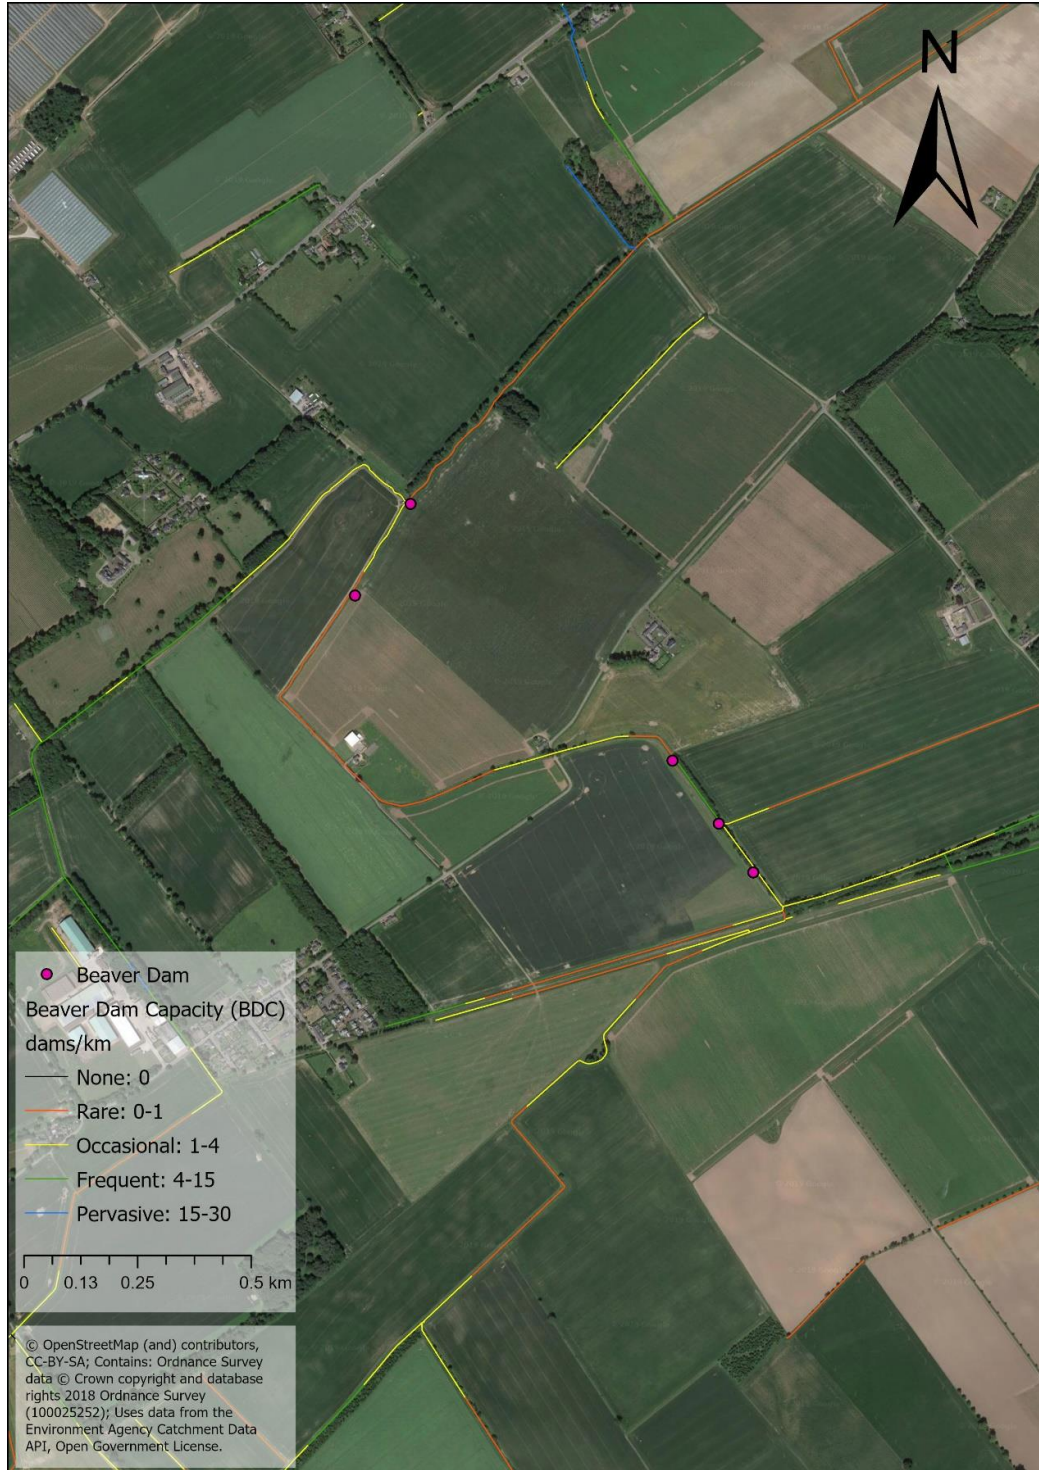 N
Beaver Dam
Beaver Dam Capacity (BDC)
dams/km
None: 0
Rare: 0-1
Occasional: 1-4
Frequent: 4-15
Pervasive: 15-30
0 0.13 0.25 0.5 km
© OpenStreetMap (and) contributors,
CC-BY-SA; Contains: Ordnance Survey
data © Crown copyright and database
rights 2018 Ordnance Survey
(100025252); Uses data from the
Environment Agency Catchment Data
API, Open Government License.